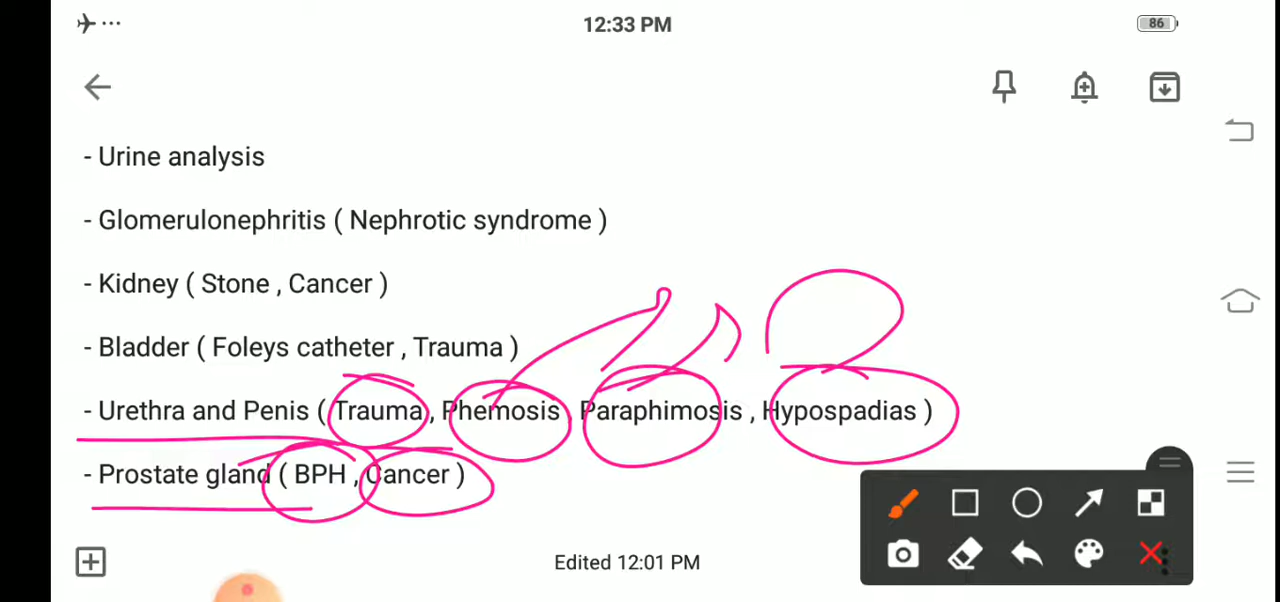 12:33 PM
86
- Urine analysis
- Glomerulonephritis ( Nephrotic syndrome )
- Kidney ( Stone , Cancer )
- Bladder ( Foleys catheter , Trauma )
- Urethra and Penis ( Trauma , Phemosis , Paraphimosis , Hypospadias )
- Prostate gland ( BPH , Cancer )
Edited 12:01 PM